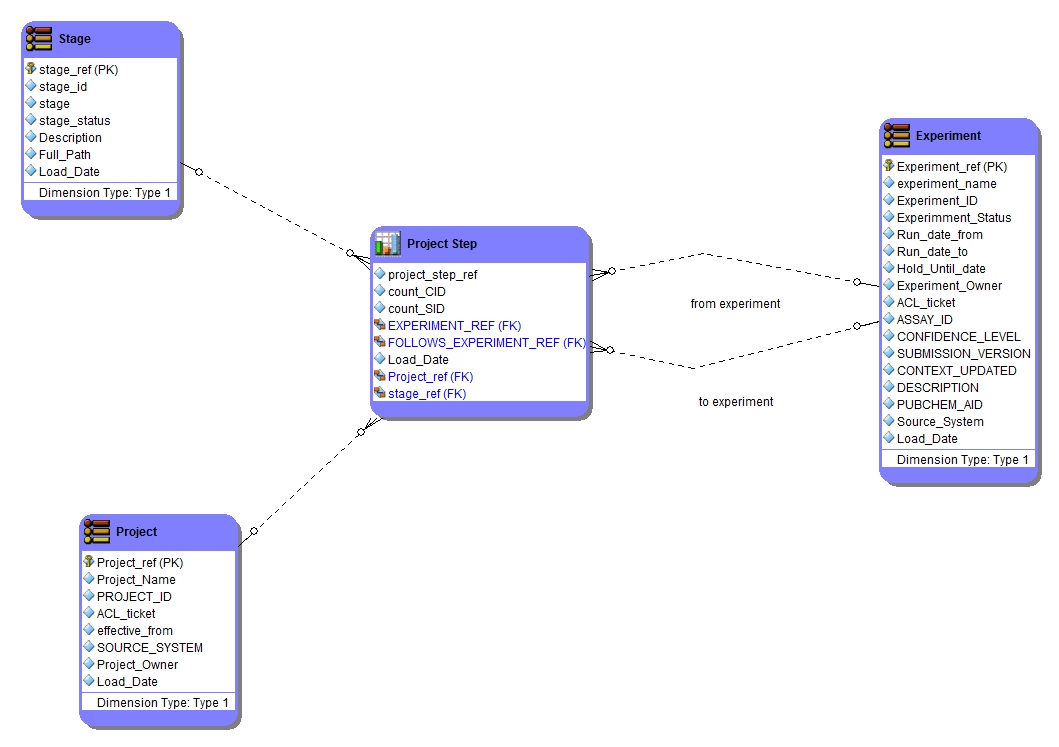 Stage
stage_ref (PK)
stage_id
stage
stage_status
Description
Full_Path
Load_Date
Dimension Type: Type 1
Experiment
Experiment_ref (PK)
experiment_name
Experiment_ID
Experimment_Status
Run_date_from
Run_date_to
Hold_Until_date
Experiment_Owner
ACL_ticket
ASSAY_ID
CONFIDENCE_LEVEL
SUBMISSION_VERSION
CONTEXT_UPDATED
DESCRIPTION
PUBCHEM_AID
Source_System
Load_Date
Dimension Type: Type 1
Project Step
project_step_ref
count_CID
count_SID
EXPERIMENT_REF (FK)
FOLLOWS_EXPERIMENT_REF (FK)
Load_Date
Project_ref (FK)
stage_ref (FK)
from experiment
to experiment
Project
Project_ref (PK)
Project_Name
PROJECT_ID
ACL_ticket
effective_from
SOURCE_SYSTEM
Project_Owner
Load_Date
Dimension Type: Type 1